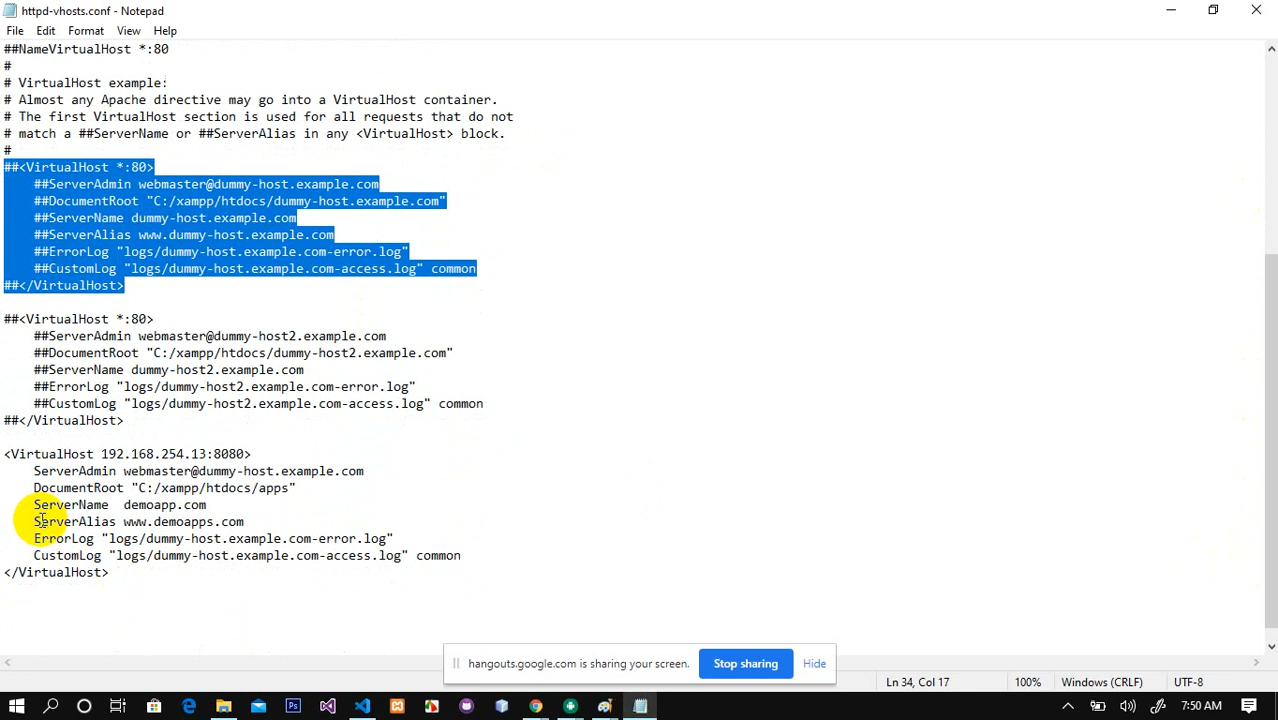 httpd-vhosts.conf - Notepad
File Edit Format View Help
##NameVirtualHost *:80
#
# VirtualHost example:
# Almost any Apache directive may go into a VirtualHost container.
# The first VirtualHost section is used for all requests that do not
# match a ##ServerName or ##ServerAlias in any <VirtualHost> block.
#
##<VirtualHost *:80>
    ##ServerAdmin webmaster@dummy-host.example.com
    ##DocumentRoot "C:/xampp/htdocs/dummy-host.example.com"
    ##ServerName dummy-host.example.com
    ##ServerAlias www.dummy-host.example.com
    ##ErrorLog "logs/dummy-host.example.com-error.log"
    ##CustomLog "logs/dummy-host.example.com-access.log" common
##</VirtualHost>
##<VirtualHost *:80>
    ##ServerAdmin webmaster@dummy-host2.example.com
    ##DocumentRoot "C:/xampp/htdocs/dummy-host2.example.com"
    ##ServerName dummy-host2.example.com
    ##ErrorLog "logs/dummy-host2.example.com-error.log"
    ##CustomLog "logs/dummy-host2.example.com-access.log" common
##</VirtualHost>
<VirtualHost 192.168.254.13:8080>
    ServerAdmin webmaster@dummy-host.example.com
    DocumentRoot "C:/xampp/htdocs/apps"
    ServerName  demoapp.com
    ServerAlias www.demoapps.com
    ErrorLog "logs/dummy-host.example.com-error.log"
    CustomLog "logs/dummy-host.example.com-access.log" common
</VirtualHost>
hangouts.google.com is sharing your screen. Stop sharing Hide
Ln 34, Col 17 100% Windows (CRLF) UTF-8
Ps 7:50 AM